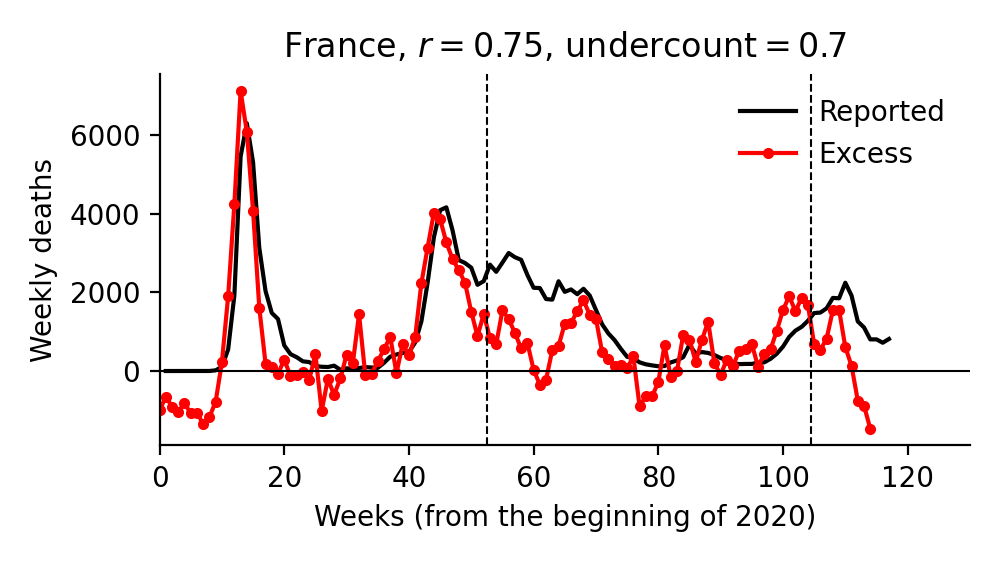 France, r = 0.75, undercount = 0.7
Reported
Excess
Weekly deaths
6000
4000
2000
0
0 20 40 60 80 100 120
Weeks (from the beginning of 2020)